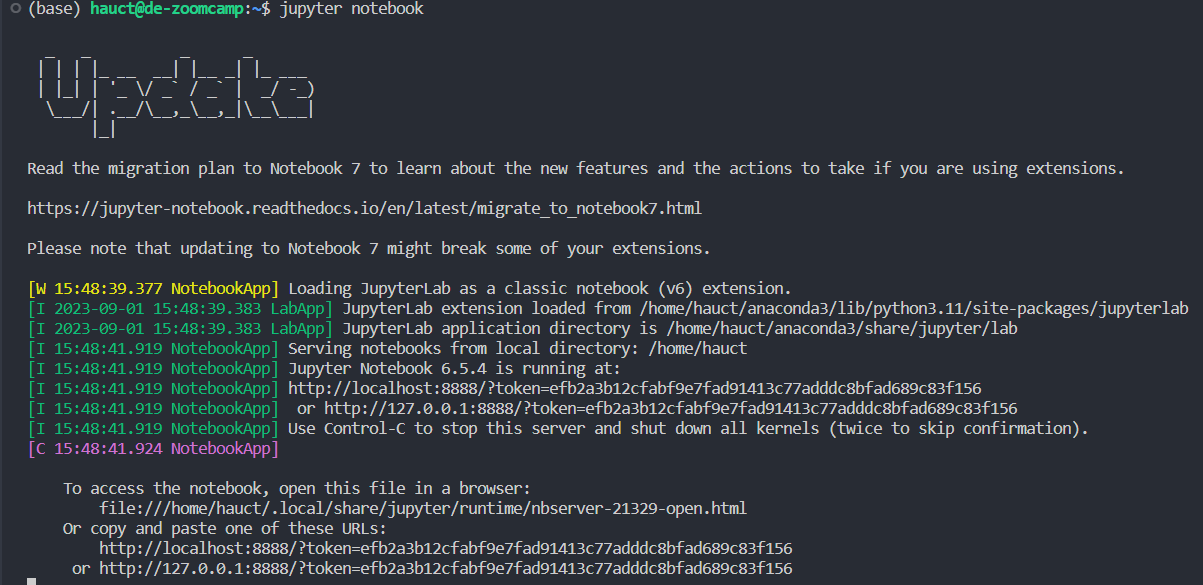 (base) hauct@de-zoomcamp:~$ jupyter notebook
 _   _          _      _
| | | |_ __  __| |__ _| |_ ___
| |_| | '_ \/ _` / _` |  _/ -_)
 \___/| .__/\__,_\__,_|\__\___|
      |_|
Read the migration plan to Notebook 7 to learn about the new features and the actions to take if you are using extensions.
https://jupyter-notebook.readthedocs.io/en/latest/migrate_to_notebook7.html
Please note that updating to Notebook 7 might break some of your extensions.
[W 15:48:39.377 NotebookApp] Loading JupyterLab as a classic notebook (v6) extension.
[I 2023-09-01 15:48:39.383 LabApp] JupyterLab extension loaded from /home/hauct/anaconda3/lib/python3.11/site-packages/jupyterlab
[I 2023-09-01 15:48:39.383 LabApp] JupyterLab application directory is /home/hauct/anaconda3/share/jupyter/lab
[I 15:48:41.919 NotebookApp] Serving notebooks from local directory: /home/hauct
[I 15:48:41.919 NotebookApp] Jupyter Notebook 6.5.4 is running at:
[I 15:48:41.919 NotebookApp] http://localhost:8888/?token=efb2a3b12cfabf9e7fad91413c77adddc8bfad689c83f156
[I 15:48:41.919 NotebookApp]  or http://127.0.0.1:8888/?token=efb2a3b12cfabf9e7fad91413c77adddc8bfad689c83f156
[I 15:48:41.919 NotebookApp] Use Control-C to stop this server and shut down all kernels (twice to skip confirmation).
[C 15:48:41.924 NotebookApp]
To access the notebook, open this file in a browser:
file:///home/hauct/.local/share/jupyter/runtime/nbserver-21329-open.html
Or copy and paste one of these URLs:
http://localhost:8888/?token=efb2a3b12cfabf9e7fad91413c77adddc8bfad689c83f156
or http://127.0.0.1:8888/?token=efb2a3b12cfabf9e7fad91413c77adddc8bfad689c83f156